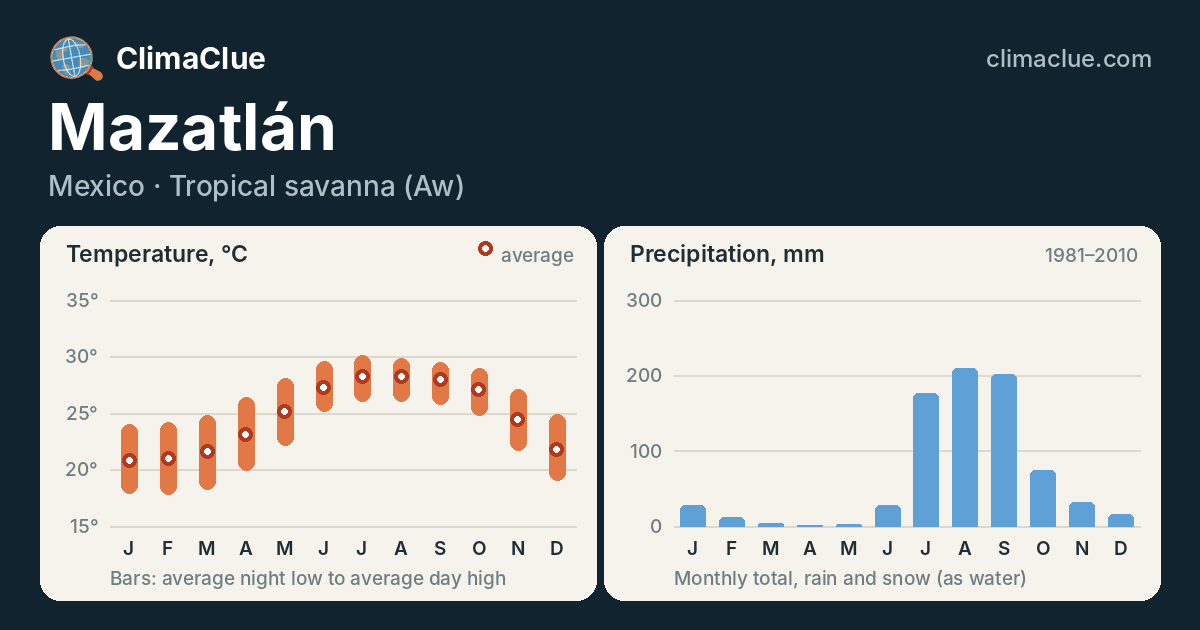 ClimaClue
climaclue.com
Mazatlán
Mexico · Tropical savanna (Aw)
Temperature, °C
average
35°
30°
25°
20°
15°
J F M A M J J A S O N D
Bars: average night low to average day high
Precipitation, mm
1981–2010
300
200
100
0
J F M A M J J A S O N D
Monthly total, rain and snow (as water)